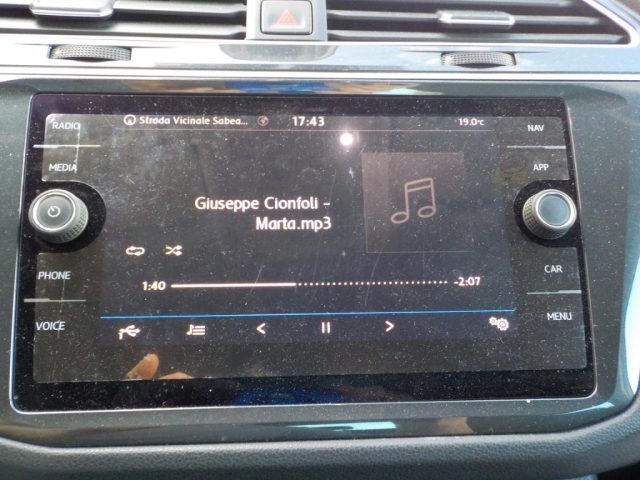 RADIO
Strada Vicinale Sabea... 17:43 19.0°C
NAV
MEDIA
APP
Giuseppe Cionfoli -
Marta.mp3
PHONE
CAR
1:40 -2:07
VOICE
MENU